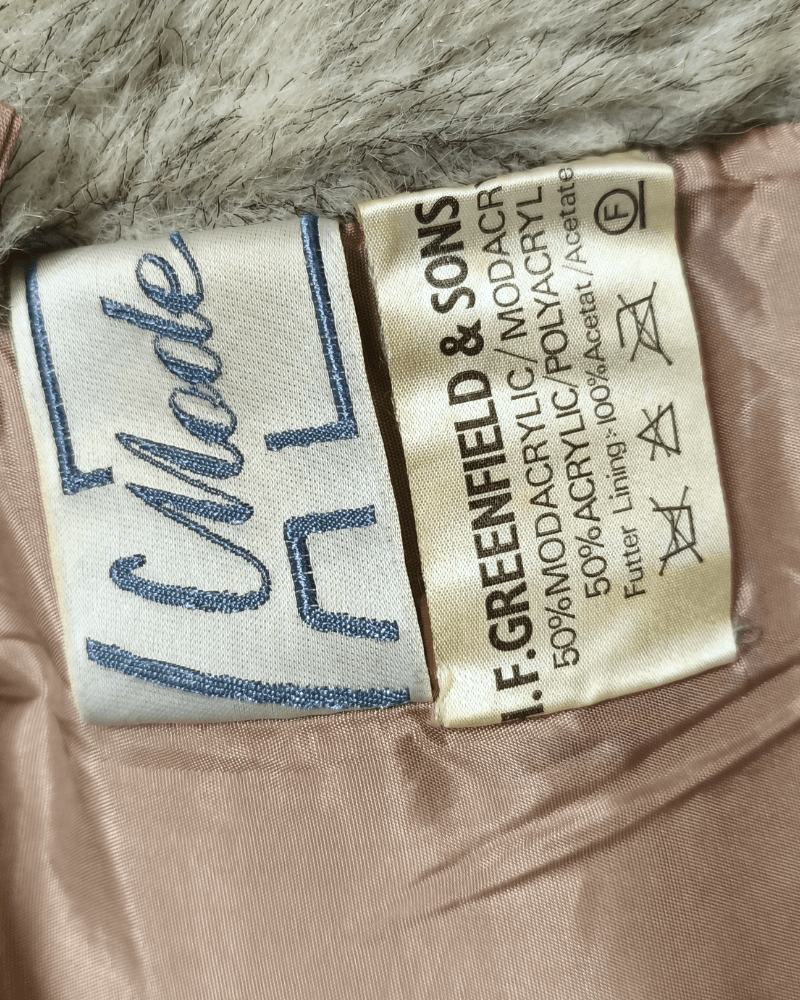 Mode
H.F.GREENFIELD & SONS
50%MODACRYLIC/MODACR
50%ACRYLIC/POLYACRYL
Futter Lining:100%Acetat/Acetate
F